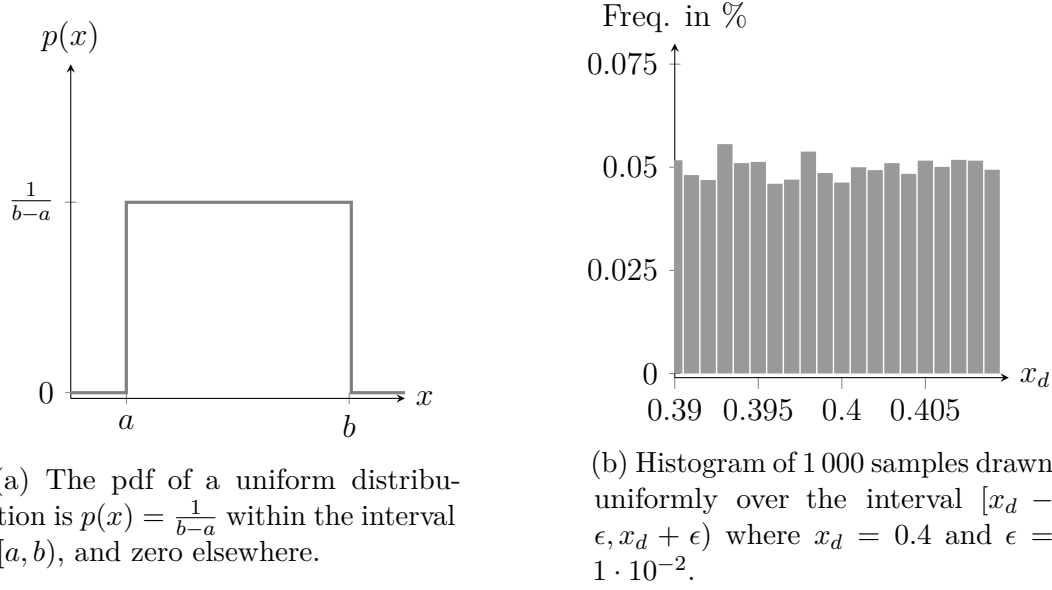 p(x)
1/(b−a)
0
a
b
x
(a) The pdf of a uniform distribu-
tion is p(x) = 1/(b−a) within the interval
[a, b), and zero elsewhere.
Freq. in %
0.075
0.05
0.025
0
0.39 0.395 0.4 0.405
x_d
(b) Histogram of 1 000 samples drawn
uniformly over the interval [x_d −
ϵ, x_d + ϵ) where x_d = 0.4 and ϵ =
1 · 10^−2.